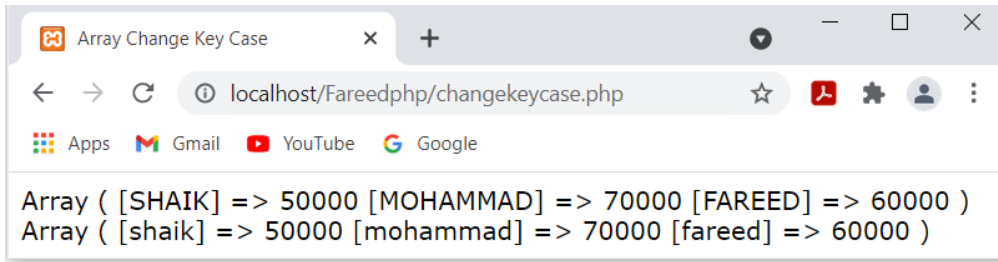 Array Change Key Case
localhost/Fareedphp/changekeycase.php
Apps Gmail YouTube Google
Array ( [SHAIK] => 50000 [MOHAMMAD] => 70000 [FAREED] => 60000 )
Array ( [shaik] => 50000 [mohammad] => 70000 [fareed] => 60000 )